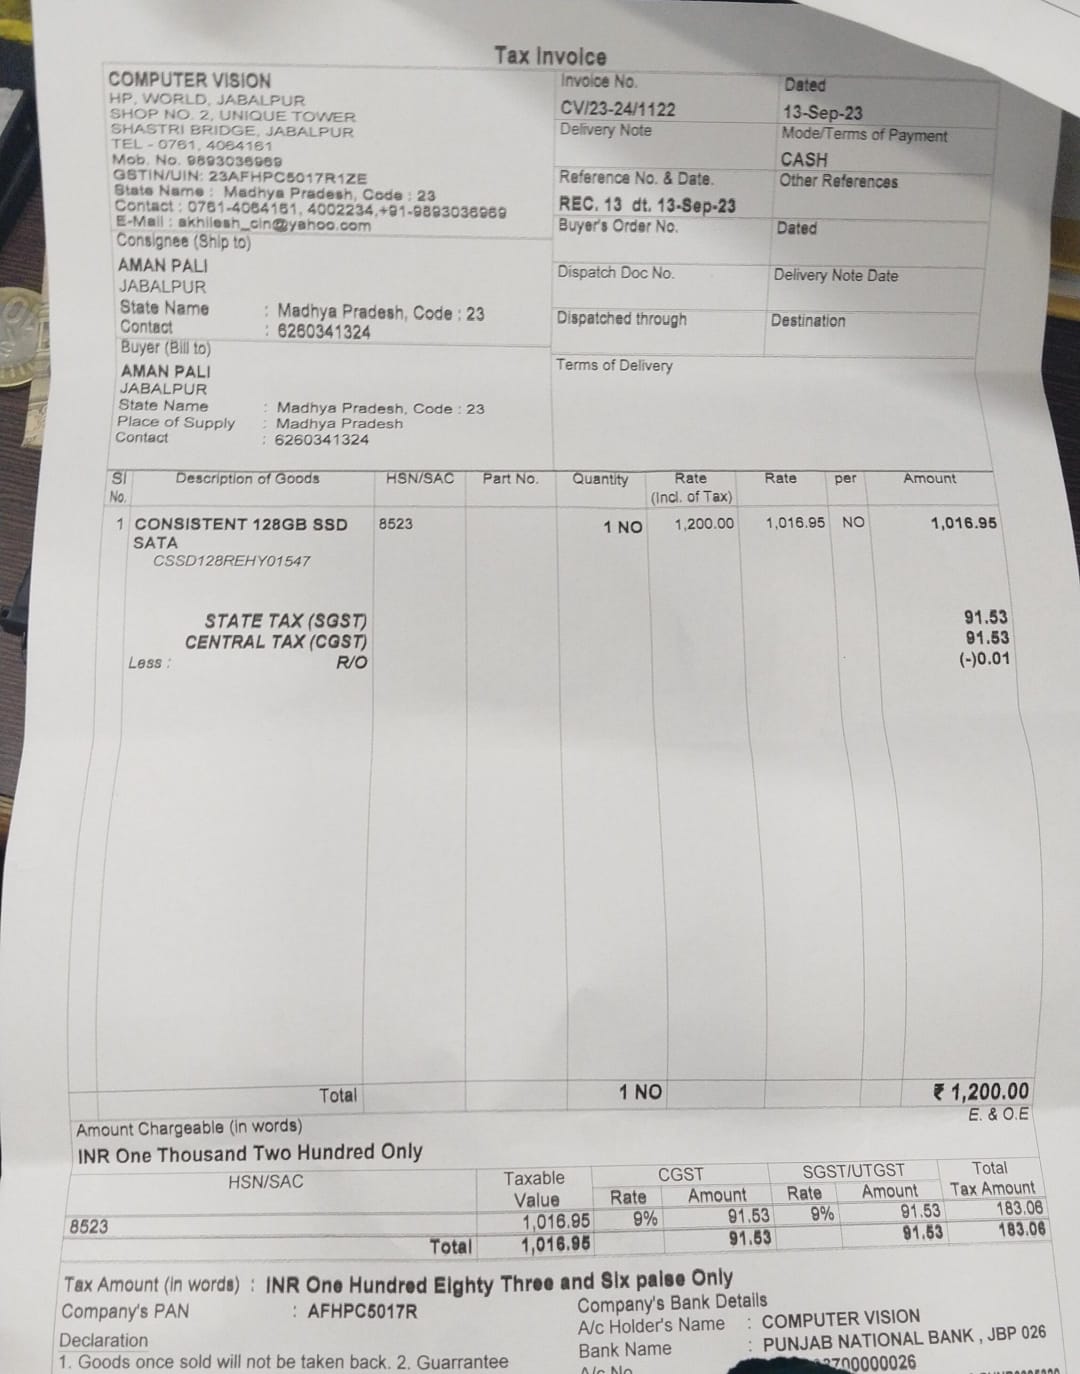 Tax Invoice
COMPUTER VISION
HP, WORLD, JABALPUR
SHOP NO. 2, UNIQUE TOWER
SHASTRI BRIDGE, JABALPUR
TEL - 0761, 4064161
Mob. No. 9893036969
GSTIN/UIN: 23AFHPC5017R1ZE
State Name : Madhya Pradesh, Code : 23
Contact : 0761-4064161, 4002234,+91-9893036969
E-Mail : akhilesh_cin@yahoo.com
Invoice No.
CV/23-24/1122
Dated
13-Sep-23
Delivery Note
Mode/Terms of Payment
CASH
Reference No. & Date.
REC. 13 dt. 13-Sep-23
Other References
Buyer's Order No.
Dated
Dispatch Doc No.
Delivery Note Date
Dispatched through
Destination
Terms of Delivery
Consignee (Ship to)
AMAN PALI
JABALPUR
State Name : Madhya Pradesh, Code : 23
Contact : 6260341324
Buyer (Bill to)
AMAN PALI
JABALPUR
State Name : Madhya Pradesh, Code : 23
Place of Supply : Madhya Pradesh
Contact : 6260341324
Sl No. Description of Goods HSN/SAC Part No. Quantity Rate (Incl. of Tax) Rate per Amount
1 CONSISTENT 128GB SSD 8523 1 NO 1,200.00 1,016.95 NO 1,016.95
SATA
CSSD128REHY01547
STATE TAX (SGST) 91.53
CENTRAL TAX (CGST) 91.53
Less : R/O (-)0.01
Total 1 NO ₹ 1,200.00
E. & O.E
Amount Chargeable (in words)
INR One Thousand Two Hundred Only
HSN/SAC Taxable Value CGST SGST/UTGST Total Tax Amount
Rate Amount Rate Amount
8523 1,016.95 9% 91.53 9% 91.53 183.06
Total 1,016.95 91.53 91.53 183.06
Tax Amount (in words) : INR One Hundred Eighty Three and Six paise Only
Company's PAN : AFHPC5017R
Declaration
1. Goods once sold will not be taken back. 2. Guarrantee
Company's Bank Details
A/c Holder's Name : COMPUTER VISION
Bank Name : PUNJAB NATIONAL BANK , JBP 026
A/c No.